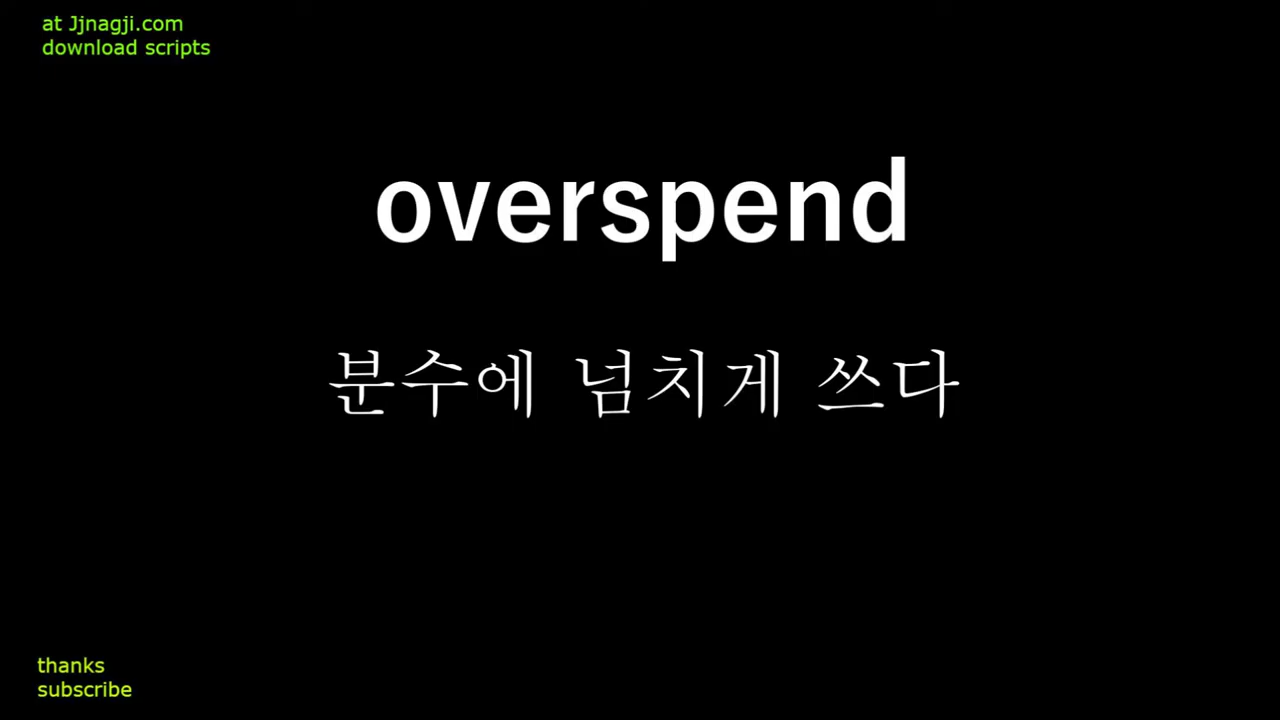 at Jjnagji.com
download scripts
overspend
분수에 넘치게 쓰다
thanks
subscribe